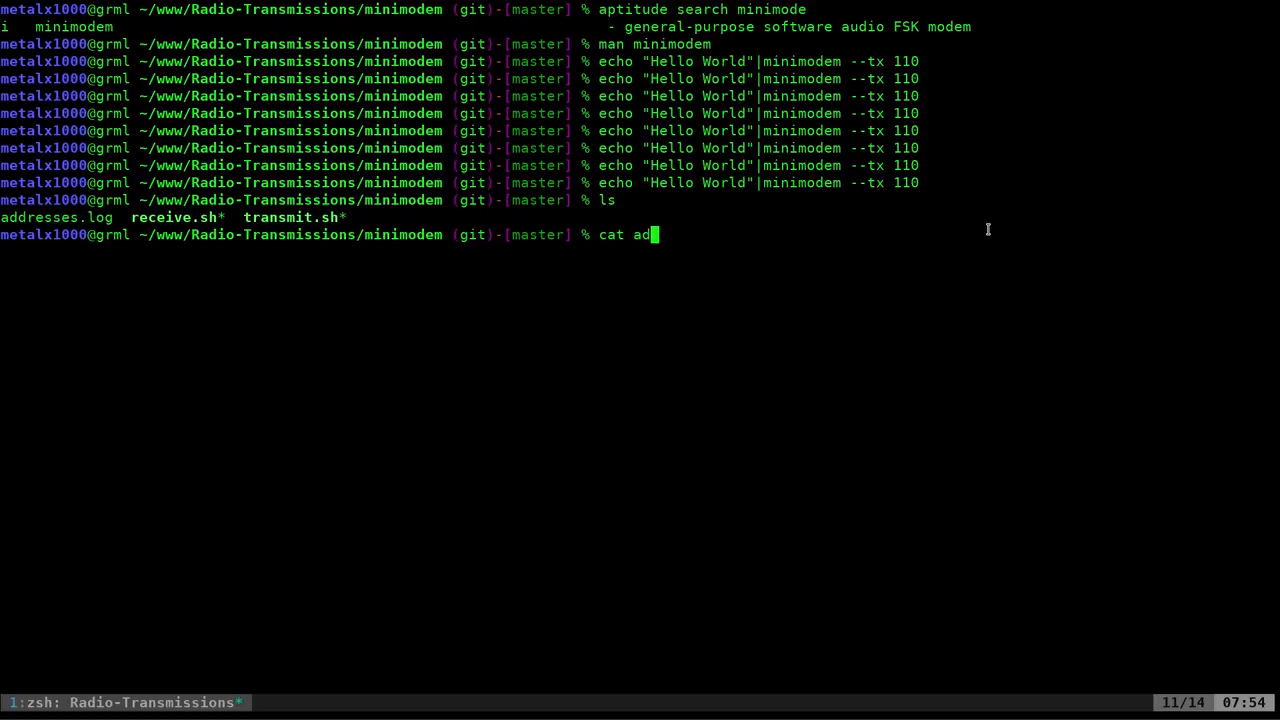 metalx1000@grml ~/www/Radio-Transmissions/minimodem (git)-[master] % aptitude search minimode
i   minimodem                                                         - general-purpose software audio FSK modem
metalx1000@grml ~/www/Radio-Transmissions/minimodem (git)-[master] % man minimodem
metalx1000@grml ~/www/Radio-Transmissions/minimodem (git)-[master] % echo "Hello World"|minimodem --tx 110
metalx1000@grml ~/www/Radio-Transmissions/minimodem (git)-[master] % echo "Hello World"|minimodem --tx 110
metalx1000@grml ~/www/Radio-Transmissions/minimodem (git)-[master] % echo "Hello World"|minimodem --tx 110
metalx1000@grml ~/www/Radio-Transmissions/minimodem (git)-[master] % echo "Hello World"|minimodem --tx 110
metalx1000@grml ~/www/Radio-Transmissions/minimodem (git)-[master] % echo "Hello World"|minimodem --tx 110
metalx1000@grml ~/www/Radio-Transmissions/minimodem (git)-[master] % echo "Hello World"|minimodem --tx 110
metalx1000@grml ~/www/Radio-Transmissions/minimodem (git)-[master] % echo "Hello World"|minimodem --tx 110
metalx1000@grml ~/www/Radio-Transmissions/minimodem (git)-[master] % echo "Hello World"|minimodem --tx 110
metalx1000@grml ~/www/Radio-Transmissions/minimodem (git)-[master] % ls
addresses.log  receive.sh*  transmit.sh*
metalx1000@grml ~/www/Radio-Transmissions/minimodem (git)-[master] % cat ad
1:zsh: Radio-Transmissions* 11/14 07:54